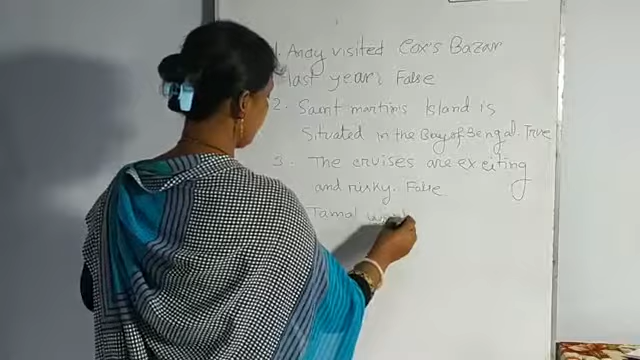 1. Anay visited Cox's Bazar
last year. False
2. Saint martin's Island is
situated in the Bay of Bengal. True
3. The cruises are exciting
and risky. False
Tamal